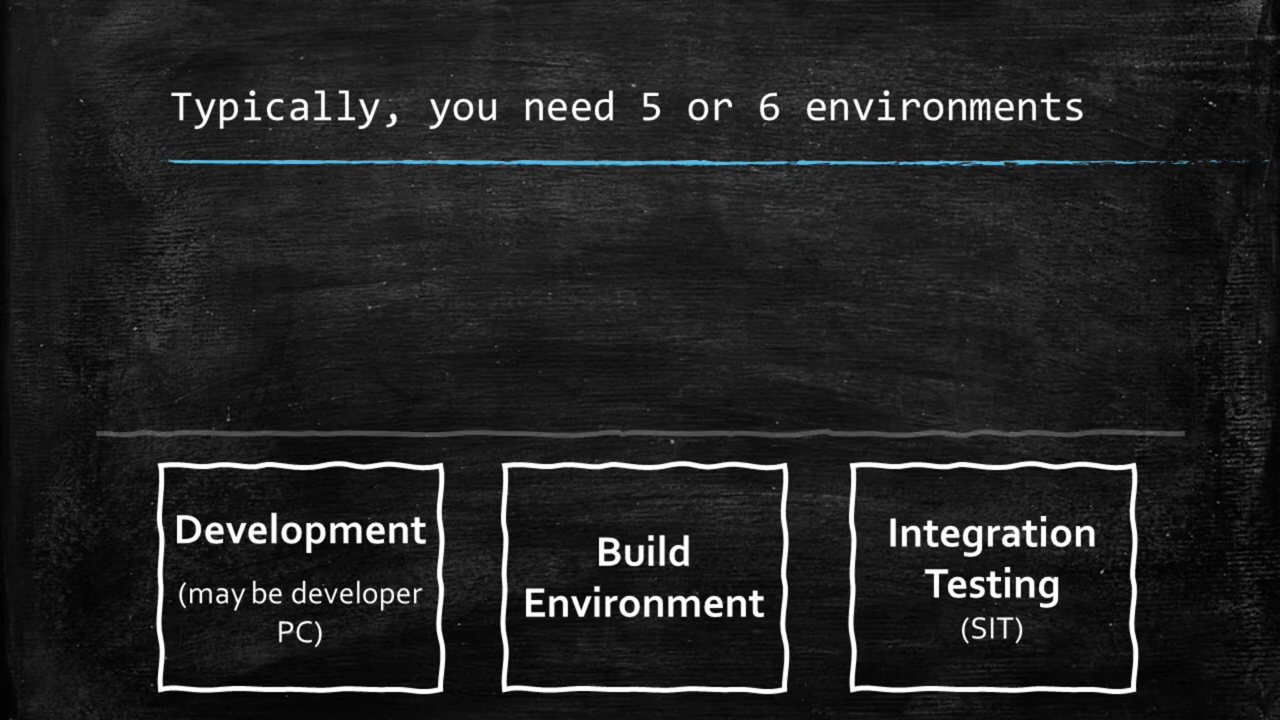 Typically, you need 5 or 6 environments
Development
(may be developer
PC)
Build
Environment
Integration
Testing
(SIT)